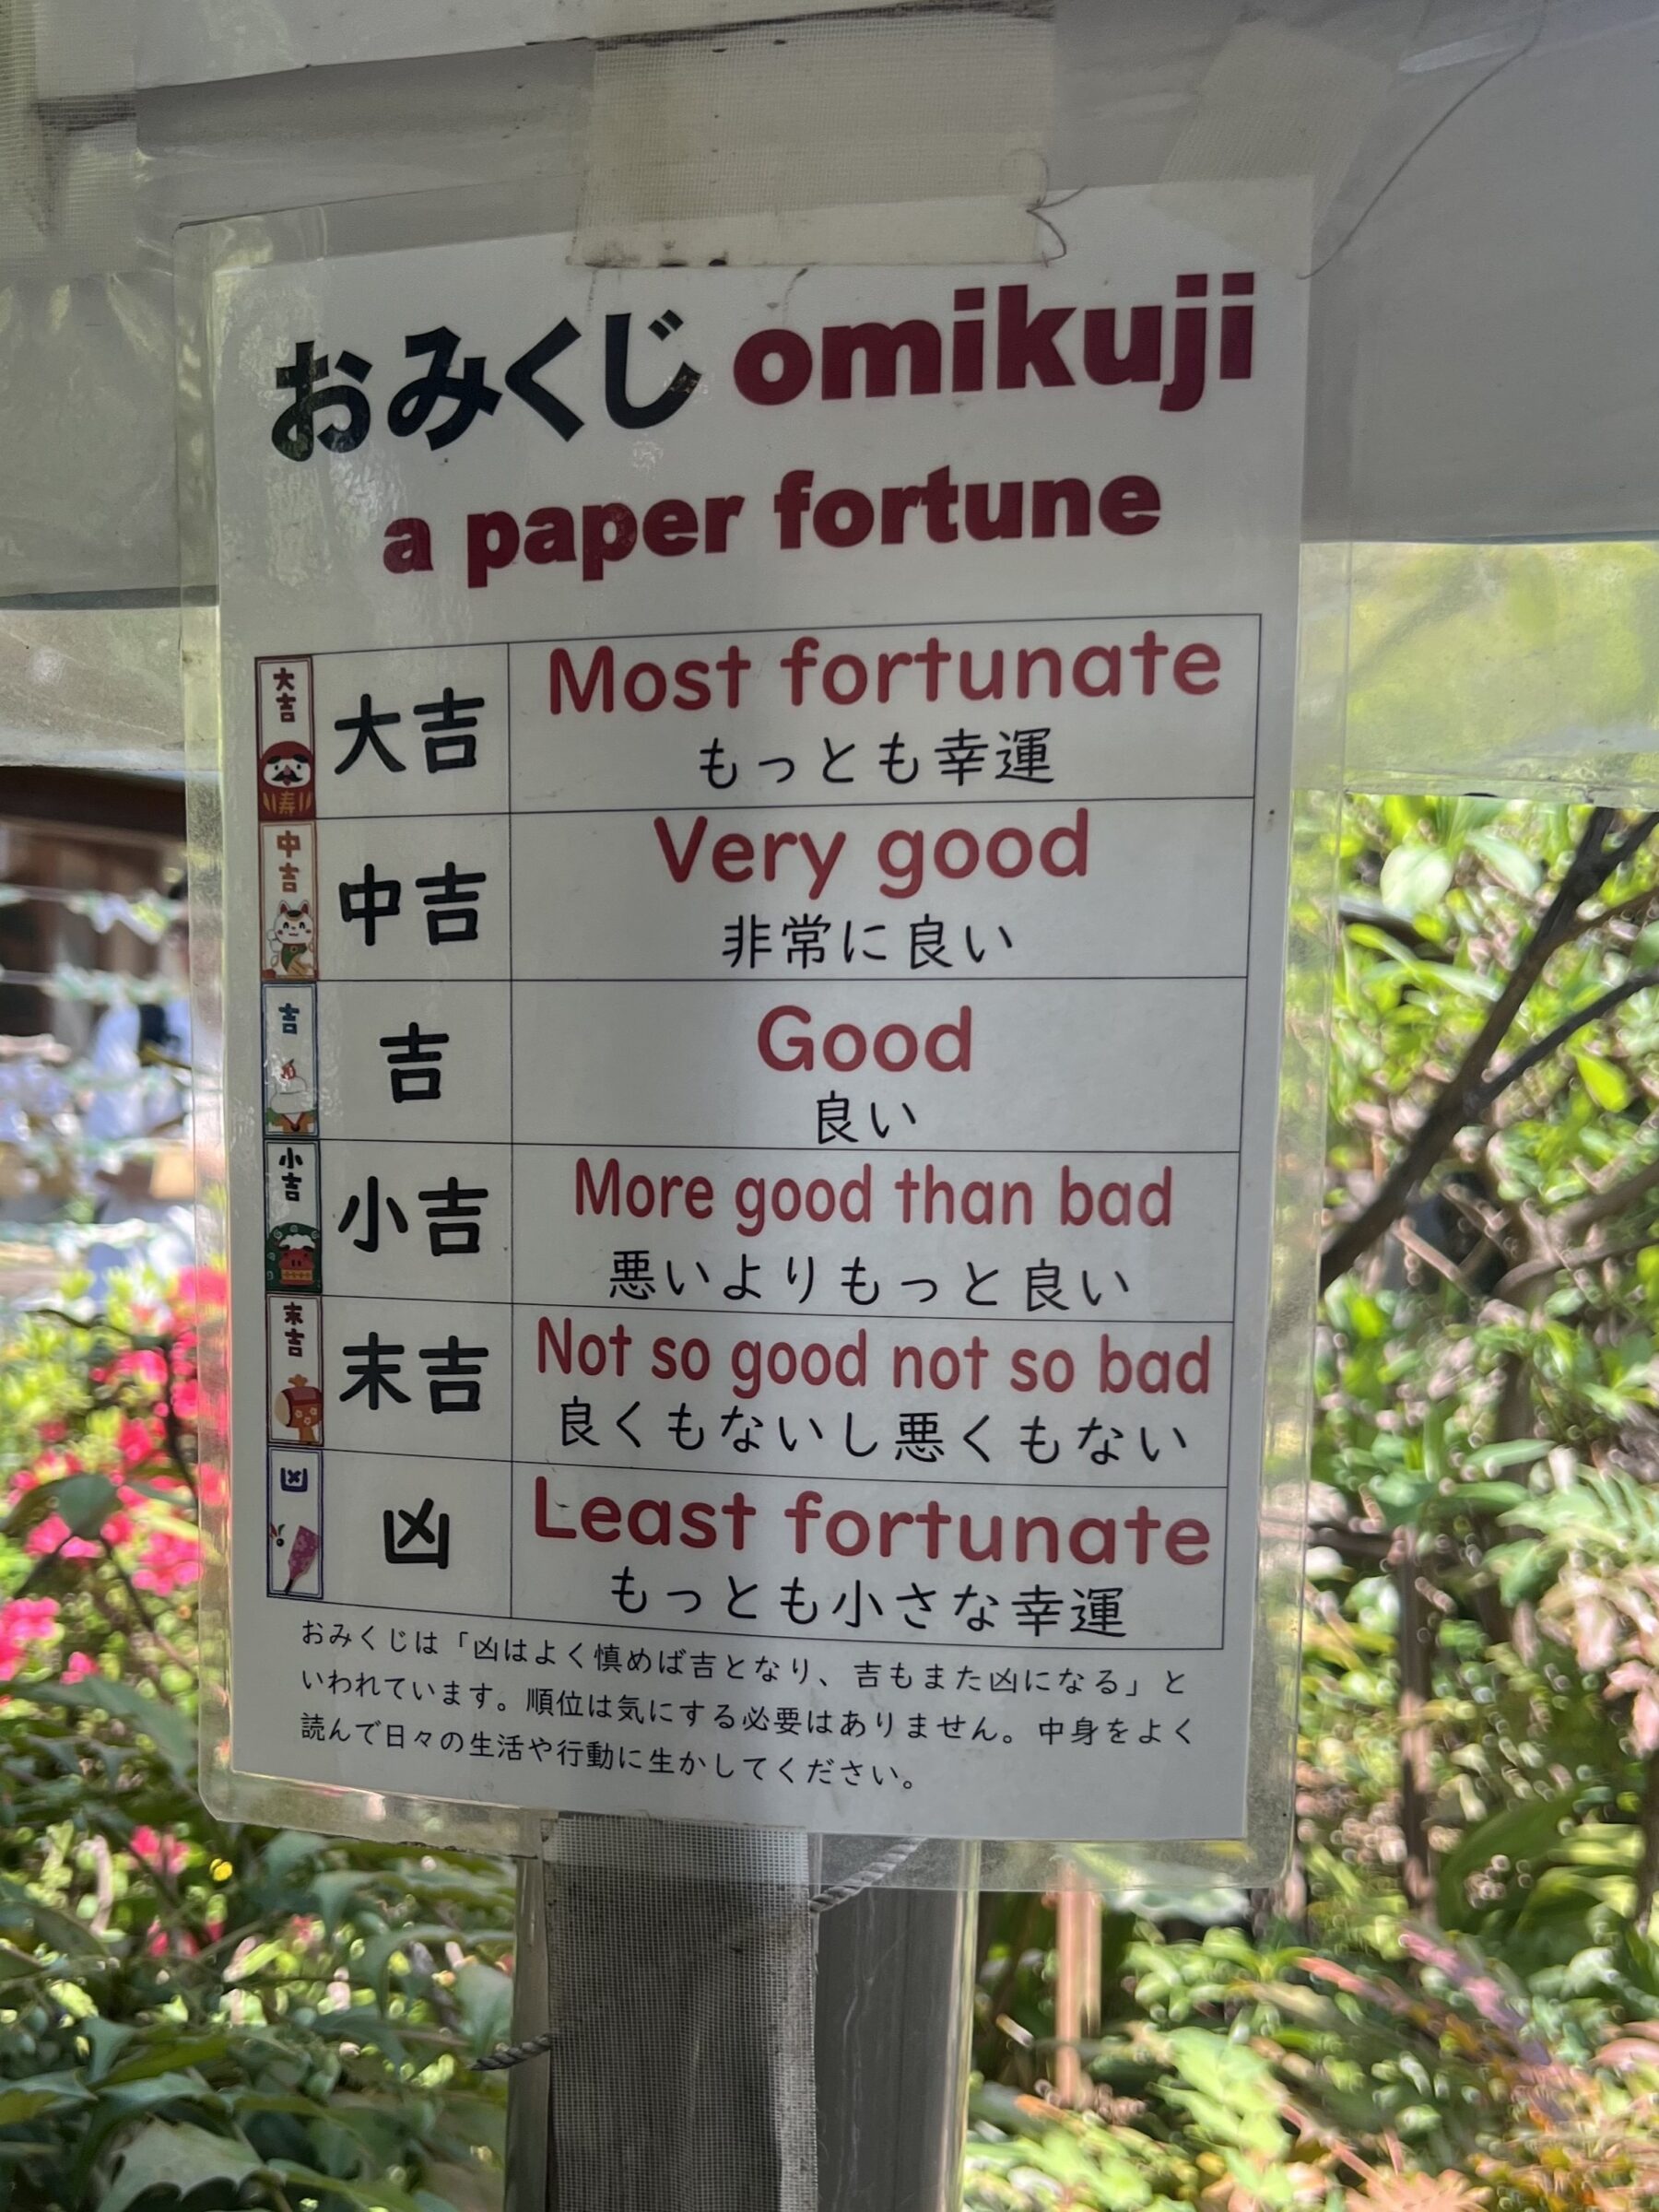 おみくじ omikuji
a paper fortune
大吉
寿
大吉
Most fortunate
もっとも幸運
中吉
中吉
Very good
非常に良い
吉
吉
Good
良い
小吉
小吉
More good than bad
悪いよりもっと良い
末吉
末吉
Not so good not so bad
良くもないし悪くもない
凶
凶
Least fortunate
もっとも小さな幸運
おみくじは「凶はよく慎めば吉となり、吉もまた凶になる」と
いわれています。順位は気にする必要はありません。中身をよく
読んで日々の生活や行動に生かしてください。